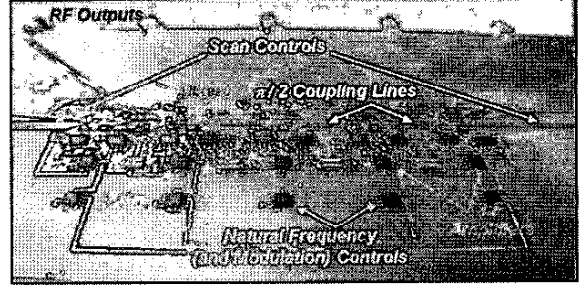 RF Outputs
Scan Controls
π/2 Coupling Lines
Natural Frequency
(and Modulation) Controls